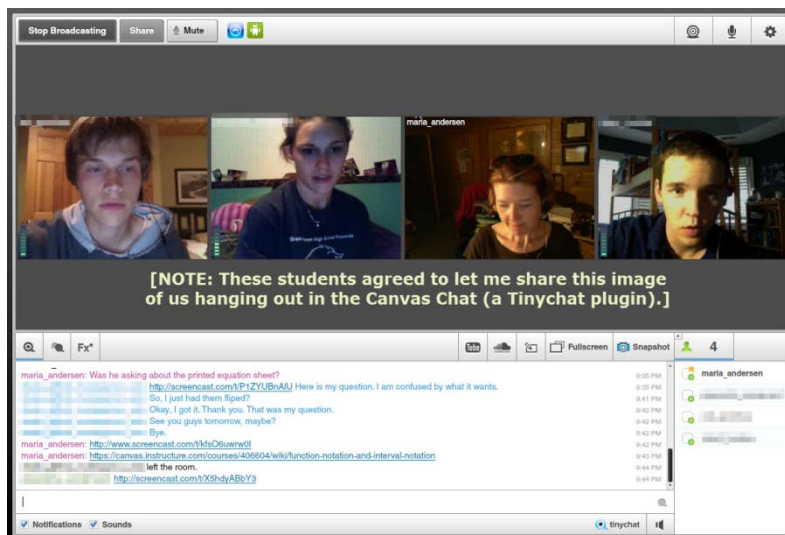 Stop Broadcasting Share Mute
maria_andersen
[NOTE: These students agreed to let me share this image
of us hanging out in the Canvas Chat (a Tinychat plugin).]
Fx* You Tube Fullscreen Snapshot 4
maria_andersen: Was he asking about the printed equation sheet? 9:35 PM
http://screencast.com/t/P1ZYUBnAIU Here is my question. I am confused by what it wants. 9:35 PM
So, I just had them fliped? 9:41 PM
Okay, I got it. Thank you. That was my question. 9:42 PM
See you guys tomorrow, maybe? 9:42 PM
Bye. 9:42 PM
maria_andersen: http://www.screencast.com/t/kfsO6uwrw0I 9:42 PM
maria_andersen: https://canvas.instructure.com/courses/406604/wiki/function-notation-and-interval-notation 9:43 PM
left the room. 9:44 PM
http://screencast.com/t/X5hdyABbY3 9:44 PM
maria_andersen
Notifications Sounds tinychat